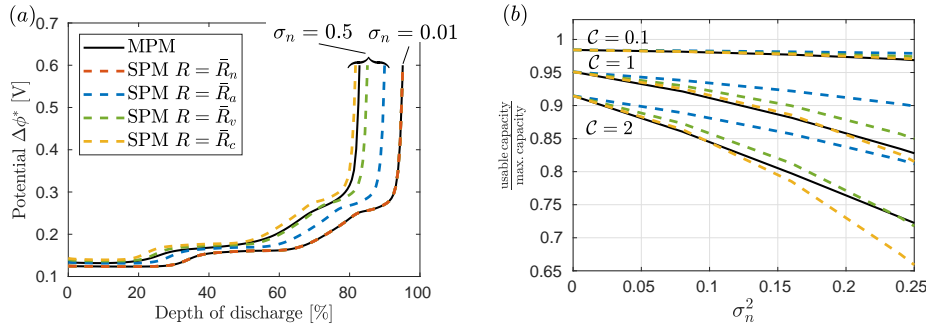 (a)
σₙ = 0.5 σₙ = 0.01
0.7
0.6
0.5
0.4
0.3
0.2
0.1
Potential Δϕ* [V]
MPM
SPM R = R̄ₙ
SPM R = R̄ₐ
SPM R = R̄ᵥ
SPM R = R̄_c
0 20 40 60 80 100
Depth of discharge [%]
(b)
1
0.95
0.9
0.85
0.8
0.75
1
0.65
usable capacity
max. capacity
𝒞 = 0.1
𝒞 = 1
𝒞 = 2
0 0.05 0.1 0.15 0.2 0.25
σₙ²